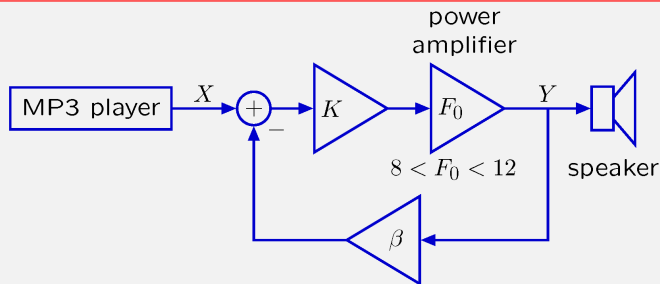 power
amplifier
MP3 player
X
+
−
K
F₀
Y
8 < F₀ < 12
speaker
β